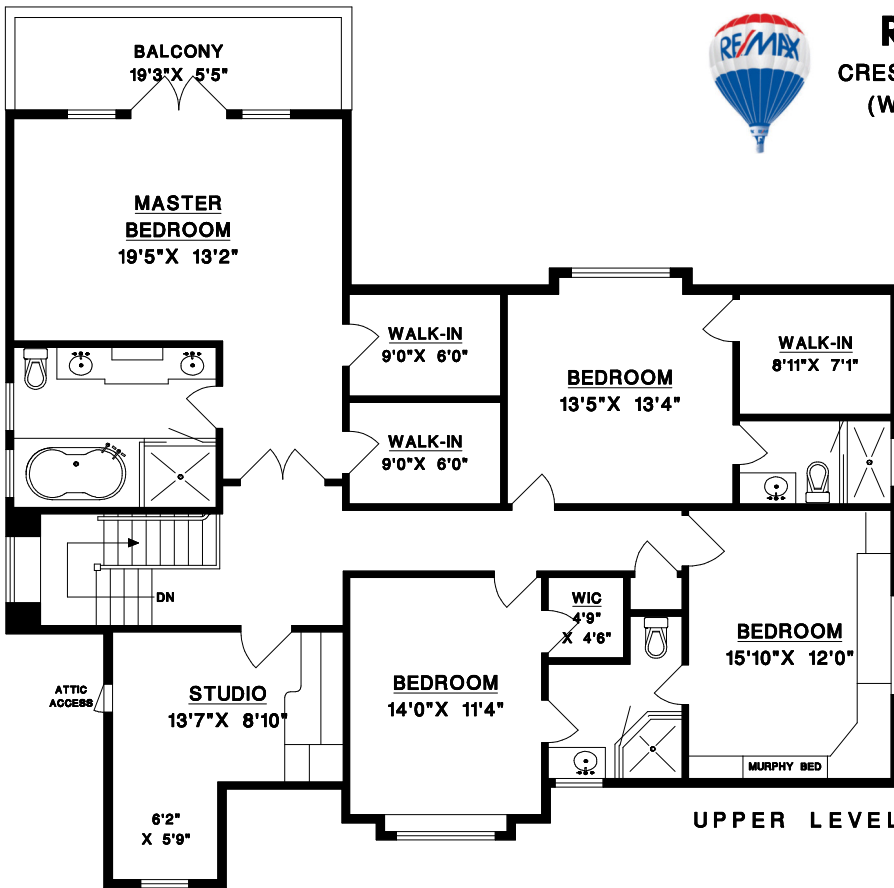 BALCONY
19'3"X 5'5"
RE/MAX
R
CRES
(W
MASTER
BEDROOM
19'5"X 13'2"
WALK-IN
9'0"X 6'0"
WALK-IN
8'11"X 7'1"
BEDROOM
13'5"X 13'4"
WALK-IN
9'0"X 6'0"
DN
WIC
4'9"
X 4'6"
BEDROOM
15'10"X 12'0"
BEDROOM
14'0"X 11'4"
STUDIO
13'7"X 8'10"
ATTIC
ACCESS
MURPHY BED
6'2"
X 5'9"
UPPER LEVEL